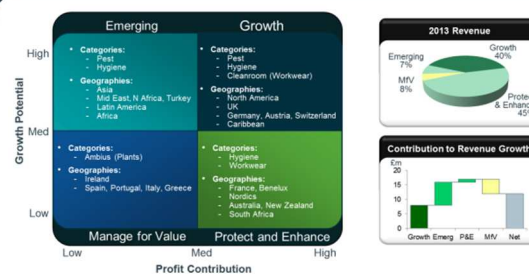 Emerging
Growth
High
Med
Low
Growth Potential
• Categories:
- Pest
- Hygiene
• Geographies:
- Asia
- Mid East, N Africa, Turkey
- Latin America
- Africa
• Categories:
- Pest
- Hygiene
- Cleanroom (Workwear)
• Geographies:
- North America
- UK
- Germany, Austria, Switzerland
- Caribbean
• Categories:
- Ambius (Plants)
• Geographies:
- Ireland
- Spain, Portugal, Italy, Greece
• Categories:
- Hygiene
- Workwear
• Geographies:
- France, Benelux
- Nordics
- Australia, New Zealand
- South Africa
Manage for Value
Protect and Enhance
Low
Med
High
Profit Contribution
2013 Revenue
Growth
40%
Emerging
7%
MfV
8%
Prote
& Enhanc
45%
Contribution to Revenue Growth
£m
20
15
10
5
0
Growth Emerg P&E MfV Net